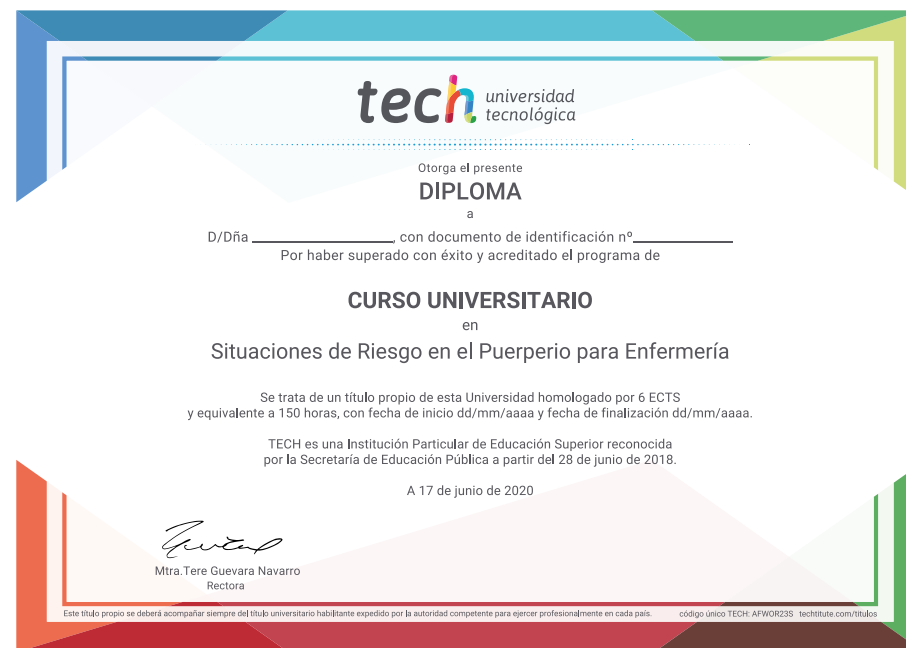 tech universidad
tecnológica
Otorga el presente
DIPLOMA
a
D/Dña ____________________, con documento de identificación nº______________
Por haber superado con éxito y acreditado el programa de
CURSO UNIVERSITARIO
en
Situaciones de Riesgo en el Puerperio para Enfermería
Se trata de un título propio de esta Universidad homologado por 6 ECTS
y equivalente a 150 horas, con fecha de inicio dd/mm/aaaa y fecha de finalización dd/mm/aaaa.
TECH es una Institución Particular de Educación Superior reconocida
por la Secretaría de Educación Pública a partir del 28 de junio de 2018.
A 17 de junio de 2020
Mtra.Tere Guevara Navarro
Rectora
Este título propio se deberá acompañar siempre del título universitario habilitante expedido por la autoridad competente para ejercer profesionalmente en cada país. código único TECH: AFWOR23S techtitute.com/titulos